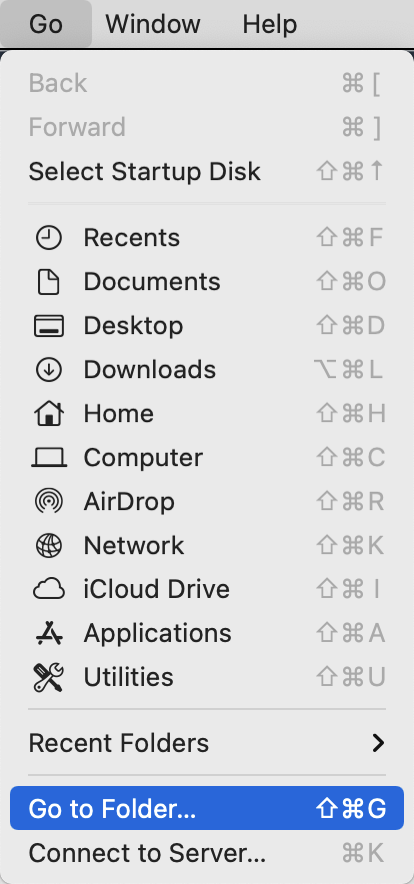 Go Window Help
Back ⌘ [
Forward ⌘ ]
Select Startup Disk ⇧⌘↑
Recents ⇧⌘F
Documents ⇧⌘O
Desktop ⇧⌘D
Downloads ⌥⌘L
Home ⇧⌘H
Computer ⇧⌘C
AirDrop ⇧⌘R
Network ⇧⌘K
iCloud Drive ⇧⌘I
Applications ⇧⌘A
Utilities ⇧⌘U
Recent Folders
Go to Folder... ⇧⌘G
Connect to Server... ⌘K